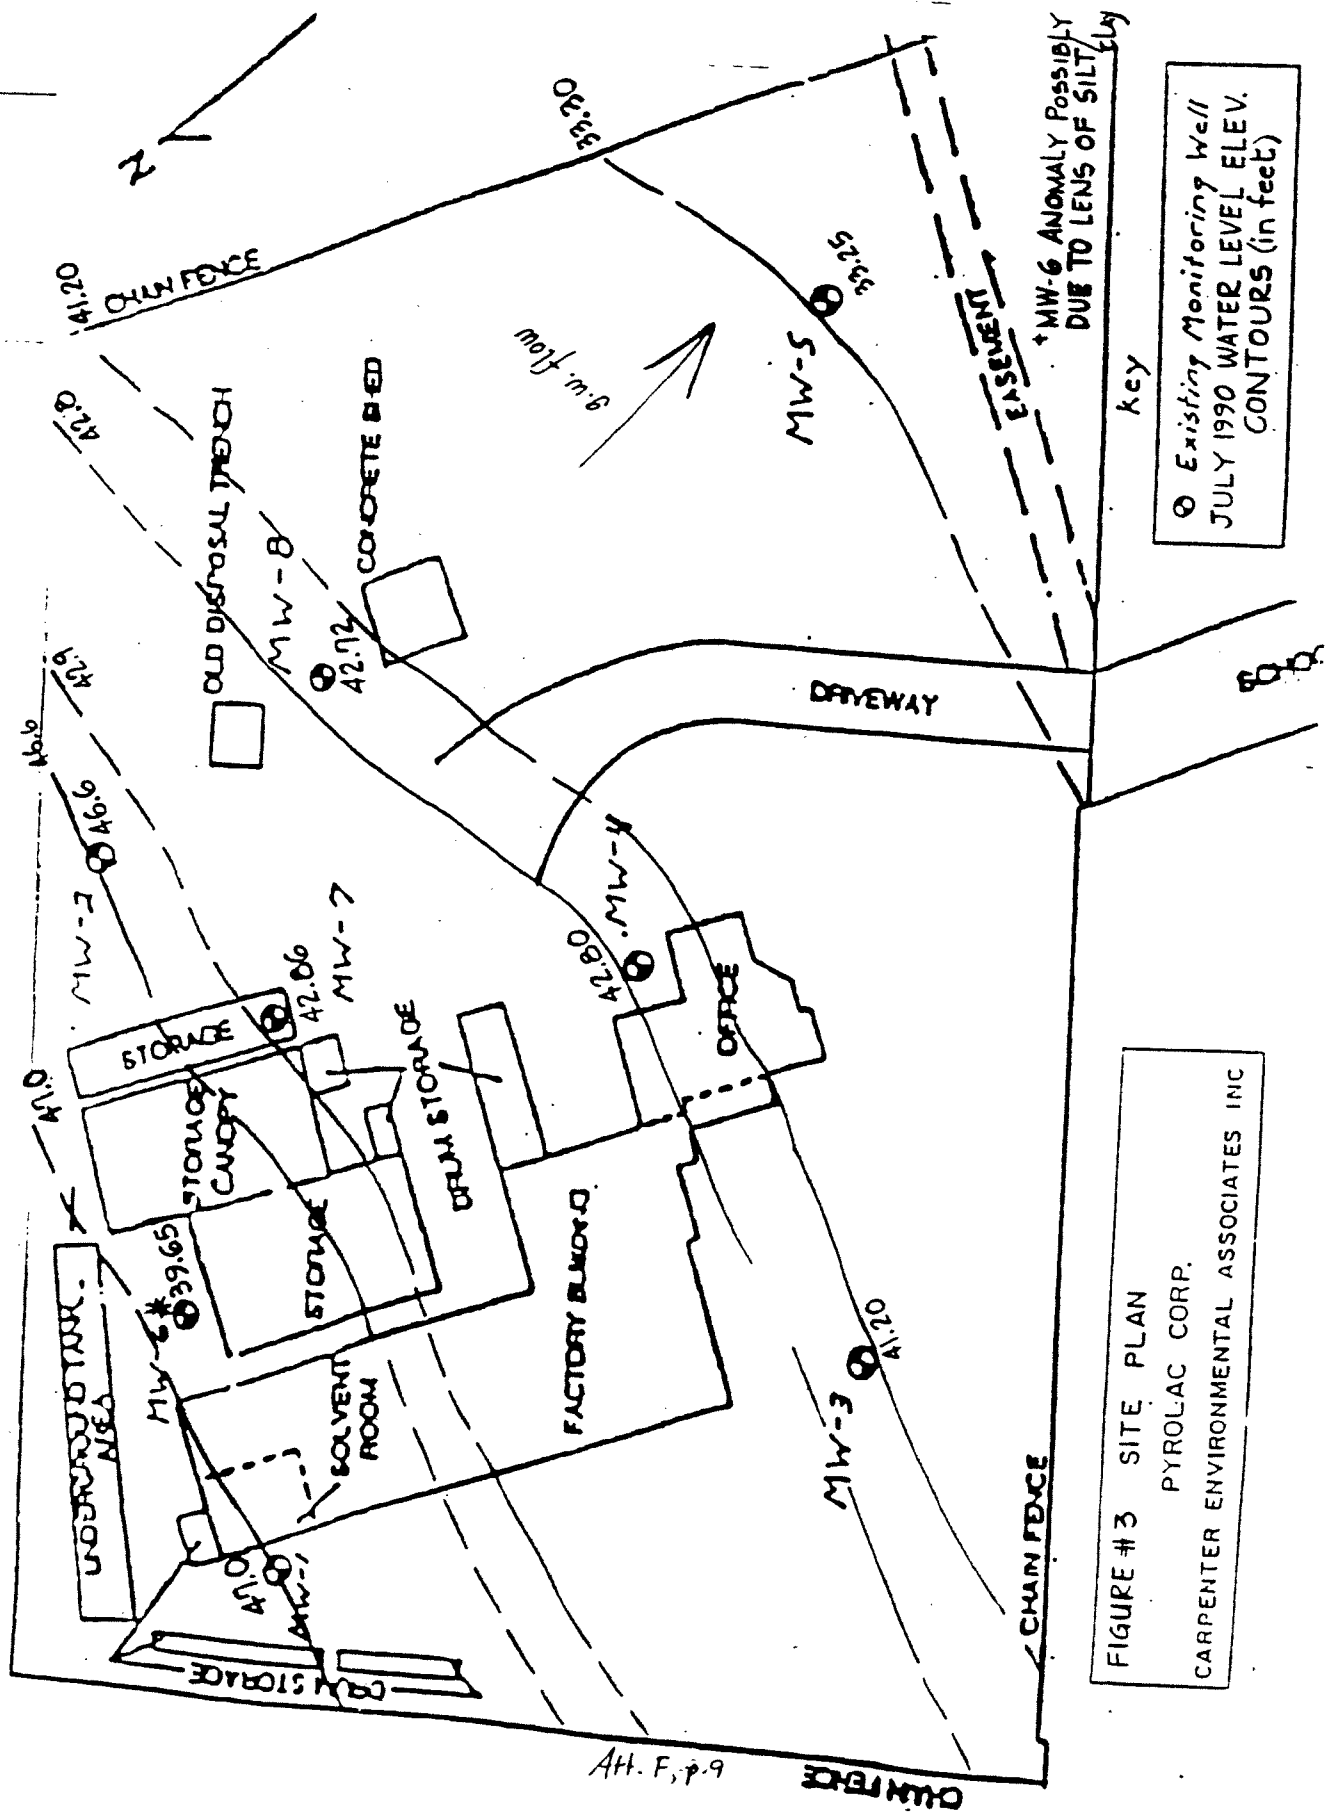 N
41.20
CHAIN FENCE
33.30
42.8
OLD DISPOSAL TRENCH
CONCRETE
g.w. flow
33.25
MW-5
EASEMENT
*MW-6 ANOMALY POSSIBLY
DUE TO LENS OF SILT/clay
Key
Existing Monitoring Well
JULY 1990 WATER LEVEL ELEV.
CONTOURS (in feet)
42.9
46.6
46.6
MW-2
MW-8
42.72
DRIVEWAY
47.0
STORAGE
42.86
MW-7
STORAGE
CANOPY
DRUM STORAGE
42.80
MW-4
OFFICE
UNDERGROUND TANK
AREA
MW-6*
39.65
STORAGE
SOLVENT
ROOM
FACTORY BUILDING
41.20
MW-3
47.0
MW-1
DRUM STORAGE
CHAIN FENCE
CHAIN FENCE
FIGURE #3 SITE PLAN
PYROLAC CORP.
CARPENTER ENVIRONMENTAL ASSOCIATES INC
Att. F, p.9